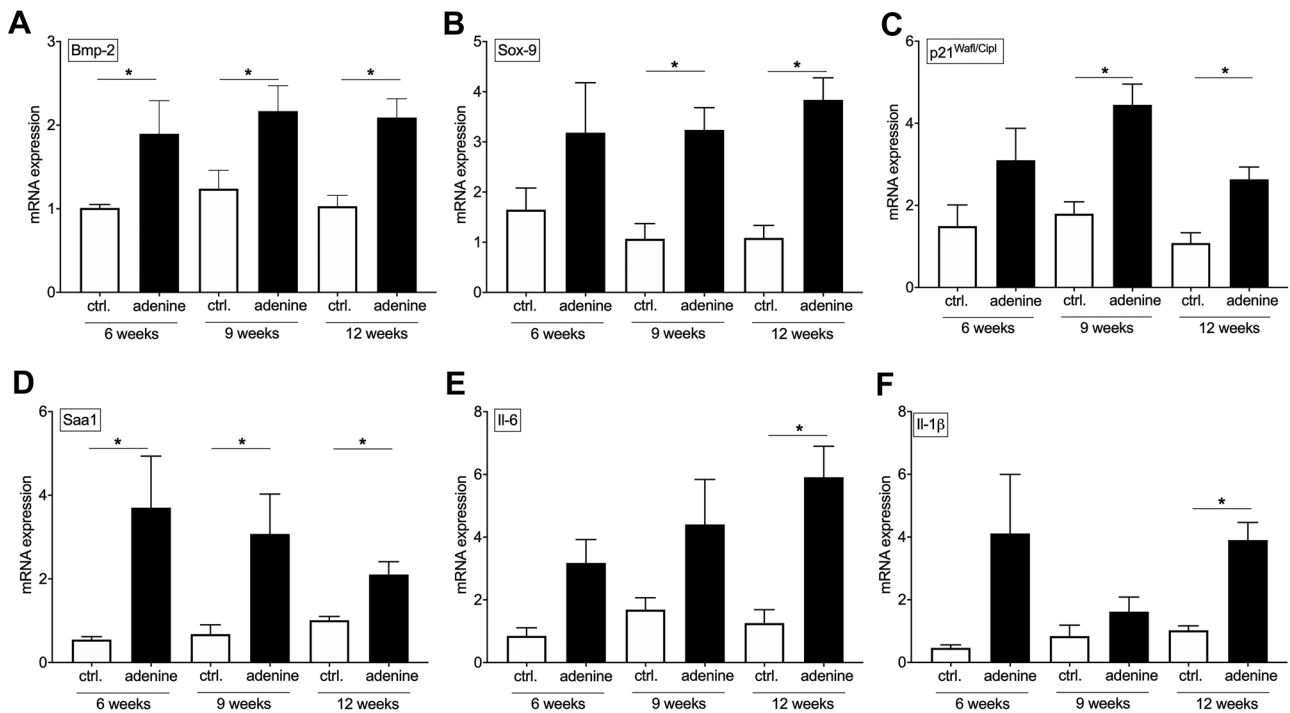 A
Bmp-2
mRNA expression
3
2
1
0
*
*
*
ctrl. adenine ctrl. adenine ctrl. adenine
6 weeks 9 weeks 12 weeks
B
Sox-9
mRNA expression
5
4
3
2
1
0
*
*
ctrl. adenine ctrl. adenine ctrl. adenine
6 weeks 9 weeks 12 weeks
C
p21Wafl/Cipl
mRNA expression
6
4
2
0
*
*
ctrl. adenine ctrl. adenine ctrl. adenine
6 weeks 9 weeks 12 weeks
D
Saa1
mRNA expression
6
4
2
0
*
*
*
ctrl. adenine ctrl. adenine ctrl. adenine
6 weeks 9 weeks 12 weeks
E
Il-6
mRNA expression
8
6
4
2
0
*
ctrl. adenine ctrl. adenine ctrl. adenine
6 weeks 9 weeks 12 weeks
F
Il-1β
mRNA expression
8
6
4
2
0
*
ctrl. adenine ctrl. adenine ctrl. adenine
6 weeks 9 weeks 12 weeks